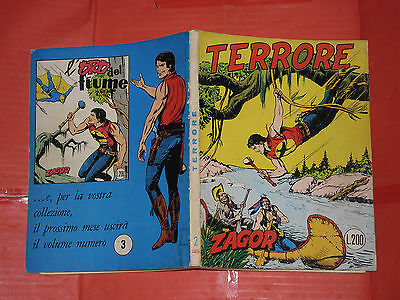 l'ORO del
fiume
ZAGOR
...e, per la vostra
collezione,
il prossimo mese uscirà
il volume numero 3
2 TERRORE
TERRORE
ZAGOR
L.200